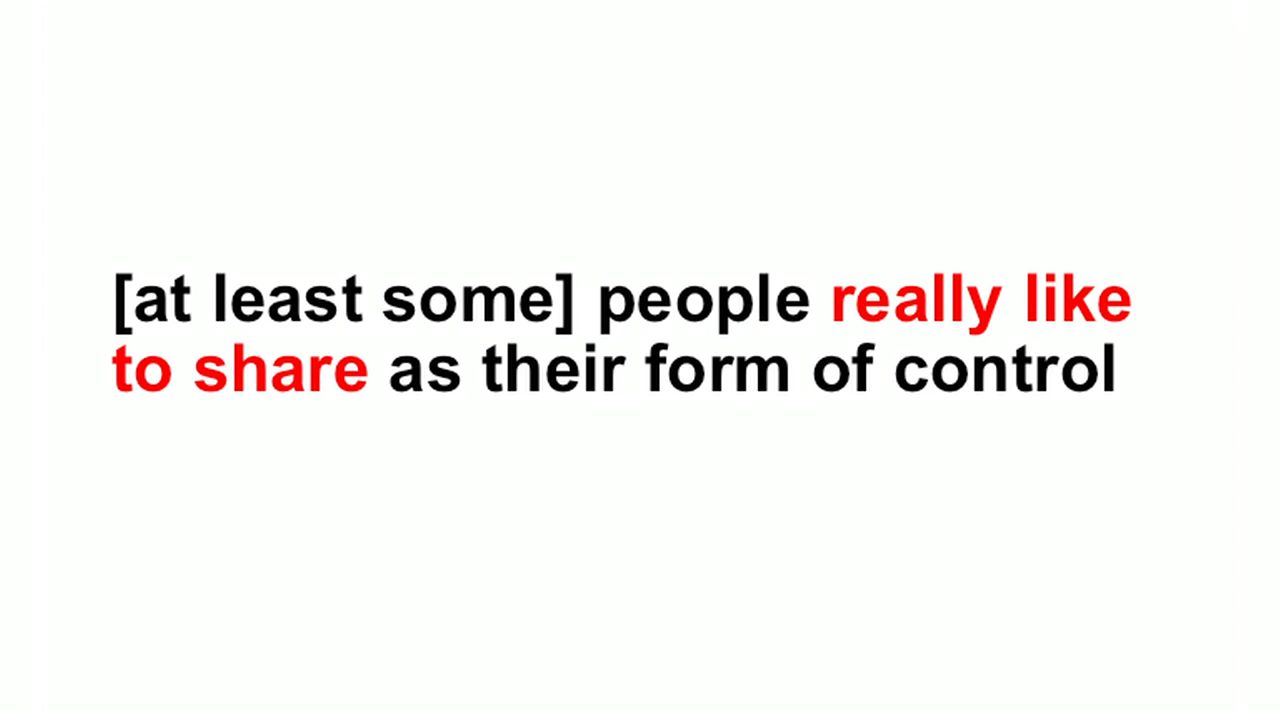 [at least some] people really like
to share as their form of control